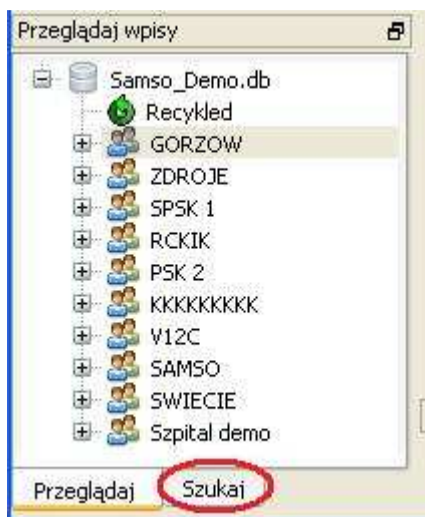 Przeglądaj wpisy
Samso_Demo.db
Recykled
GORZOW
ZDROJE
SPSK 1
RCKIK
PSK 2
KKKKKKKKK
V12C
SAMSO
SWIECIE
Szpital demo
Przeglądaj Szukaj